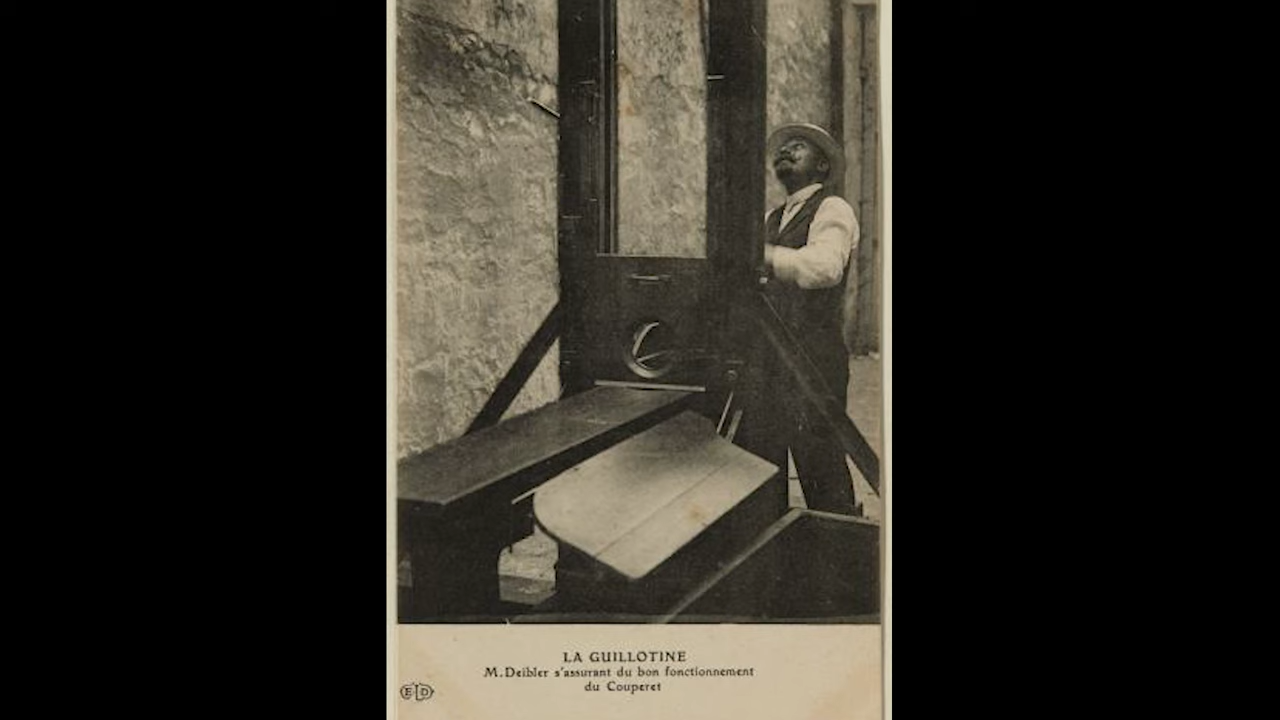 LA GUILLOTINE
M. Deibler s'assurant du bon fonctionnement
du Couperet
ELD